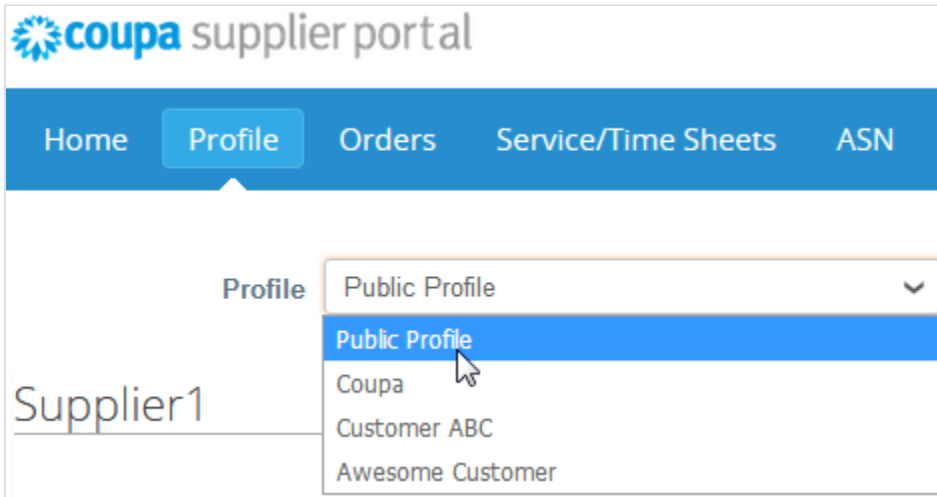 coupa supplier portal
Home Profile Orders Service/Time Sheets ASN
Profile Public Profile
Public Profile
Coupa
Supplier1
Customer ABC
Awesome Customer